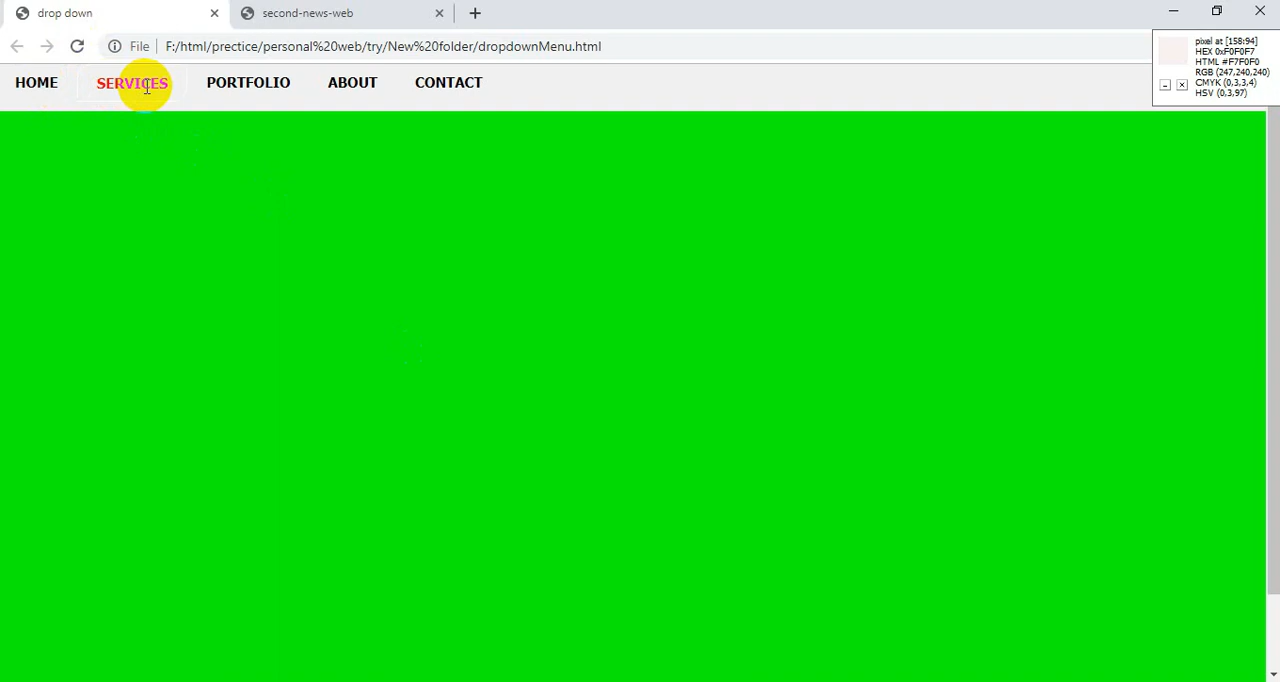 drop down
second-news-web
File
F:/html/prectice/personal%20web/try/New%20folder/dropdownMenu.html
pixel at [158:94]
HEX 0xF0F0F7
HTML #F7F0F0
RGB (247,240,240)
CMYK (0,3,3,4)
HSV (0,3,97)
HOME SERVICES PORTFOLIO ABOUT CONTACT